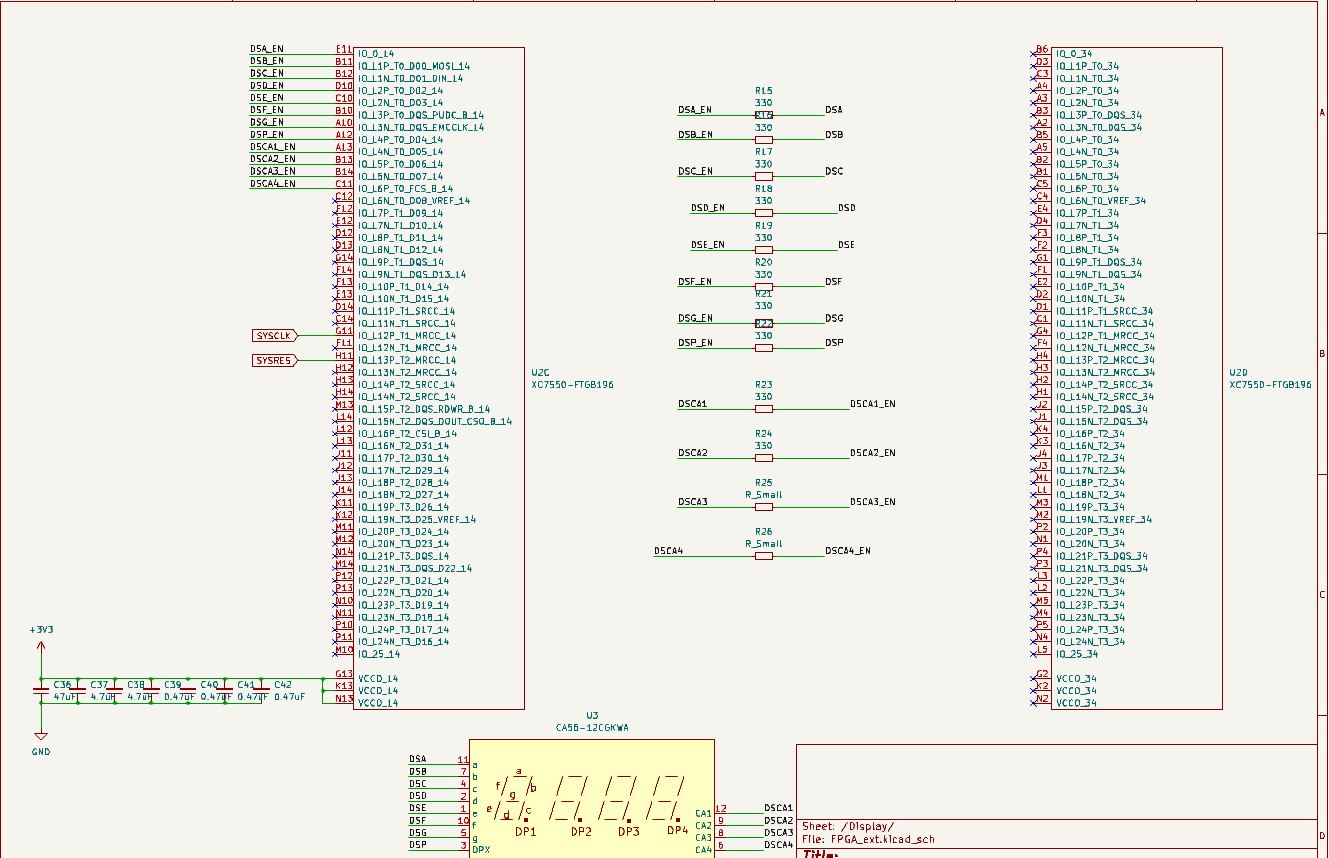 DSA_EN E11 IO_0_14
DSB_EN B11 IO_L1P_T0_D00_MOSI_14
DSC_EN B12 IO_L1N_T0_D01_DIN_14
DSD_EN D10 IO_L2P_T0_D02_14
DSE_EN C10 IO_L2N_T0_D03_14
DSF_EN B10 IO_L3P_T0_DQS_PUDC_B_14
DSG_EN A10 IO_L3N_T0_DQS_EMCCLK_14
DSP_EN A12 IO_L4P_T0_D04_14
DSCA1_EN A13 IO_L4N_T0_D05_14
DSCA2_EN B13 IO_L5P_T0_D06_14
DSCA3_EN B14 IO_L5N_T0_D07_14
DSCA4_EN C11 IO_L6P_T0_FCS_B_14
C12 IO_L6N_T0_D08_VREF_14
F12 IO_L7P_T1_D09_14
E12 IO_L7N_T1_D10_14
D12 IO_L8P_T1_D11_14
D13 IO_L8N_T1_D12_14
G14 IO_L9P_T1_DQS_14
F14 IO_L9N_T1_DQS_D13_14
F13 IO_L10P_T1_D14_14
E13 IO_L10N_T1_D15_14
D14 IO_L11P_T1_SRCC_14
C14 IO_L11N_T1_SRCC_14
SYSCLK G11 IO_L12P_T1_MRCC_14
F11 IO_L12N_T1_MRCC_14
SYSRES H11 IO_L13P_T2_MRCC_14
H12 IO_L13N_T2_MRCC_14
H13 IO_L14P_T2_SRCC_14
H14 IO_L14N_T2_SRCC_14
M13 IO_L15P_T2_DQS_RDWR_B_14
L14 IO_L15N_T2_DQS_DOUT_CSO_B_14
L12 IO_L16P_T2_CSI_B_14
L13 IO_L16N_T2_D31_14
J11 IO_L17P_T2_D30_14
J12 IO_L17N_T2_D29_14
J13 IO_L18P_T2_D28_14
J14 IO_L18N_T2_D27_14
K11 IO_L19P_T3_D26_14
K12 IO_L19N_T3_D25_VREF_14
M11 IO_L20P_T3_D24_14
M12 IO_L20N_T3_D23_14
N14 IO_L21P_T3_DQS_14
M14 IO_L21N_T3_DQS_D22_14
P12 IO_L22P_T3_D21_14
P13 IO_L22N_T3_D20_14
N10 IO_L23P_T3_D19_14
N11 IO_L23N_T3_D18_14
P10 IO_L24P_T3_D17_14
P11 IO_L24N_T3_D16_14
M10 IO_25_14
G13 VCCO_14
K13 VCCO_14
N13 VCCO_14
U2C
XC7S50-FTGB196
R15
330
DSA_EN DSA
R16
330
DSB_EN DSB
R17
330
DSC_EN DSC
R18
330
DSD_EN DSD
R19
330
DSE_EN DSE
R20
330
DSF_EN DSF
R21
330
DSG_EN DSG
R22
330
DSP_EN DSP
R23
330
DSCA1 DSCA1_EN
R24
330
DSCA2 DSCA2_EN
R25
R_Small
DSCA3 DSCA3_EN
R26
R_Small
DSCA4 DSCA4_EN
B6 IO_0_34
D3 IO_L1P_T0_34
C3 IO_L1N_T0_34
A4 IO_L2P_T0_34
A3 IO_L2N_T0_34
B3 IO_L3P_T0_DQS_34
A2 IO_L3N_T0_DQS_34
B5 IO_L4P_T0_34
A5 IO_L4N_T0_34
B2 IO_L5P_T0_34
B1 IO_L5N_T0_34
C5 IO_L6P_T0_34
C4 IO_L6N_T0_VREF_34
E4 IO_L7P_T1_34
D4 IO_L7N_T1_34
F3 IO_L8P_T1_34
F2 IO_L8N_T1_34
G1 IO_L9P_T1_DQS_34
F1 IO_L9N_T1_DQS_34
E2 IO_L10P_T1_34
D2 IO_L10N_T1_34
D1 IO_L11P_T1_SRCC_34
C1 IO_L11N_T1_SRCC_34
G4 IO_L12P_T1_MRCC_34
F4 IO_L12N_T1_MRCC_34
H4 IO_L13P_T2_MRCC_34
H3 IO_L13N_T2_MRCC_34
H2 IO_L14P_T2_SRCC_34
H1 IO_L14N_T2_SRCC_34
J2 IO_L15P_T2_DQS_34
J1 IO_L15N_T2_DQS_34
K4 IO_L16P_T2_34
K3 IO_L16N_T2_34
J4 IO_L17P_T2_34
J3 IO_L17N_T2_34
M1 IO_L18P_T2_34
L1 IO_L18N_T2_34
M3 IO_L19P_T3_34
M2 IO_L19N_T3_VREF_34
P2 IO_L20P_T3_34
N1 IO_L20N_T3_34
P4 IO_L21P_T3_DQS_34
P3 IO_L21N_T3_DQS_34
L3 IO_L22P_T3_34
L2 IO_L22N_T3_34
M5 IO_L23P_T3_34
M4 IO_L23N_T3_34
P5 IO_L24P_T3_34
N4 IO_L24N_T3_34
L5 IO_25_34
G2 VCCO_34
K2 VCCO_34
N2 VCCO_34
U2D
XC7S50-FTGB196
A
B
C
D
+3V3
C36 C37 C38 C39 C40 C41 C42
47uF 4.7uF 4.7uF 0.47uF 0.47uF 0.47uF 0.47uF
GND
U3
CA56-12CGKWA
DSA 11 a
DSB 7 b
DSC 4 c
DSD 2 d
DSE 1 e
DSF 10 f
DSG 5 g
DSP 3 DPX
a
f b
g
e d c
DP1 DP2 DP3 DP4
CA1 12 DSCA1
CA2 9 DSCA2
CA3 8 DSCA3
CA4 6 DSCA4
Sheet: /Display/
File: FPGA_ext.kicad_sch
Title: